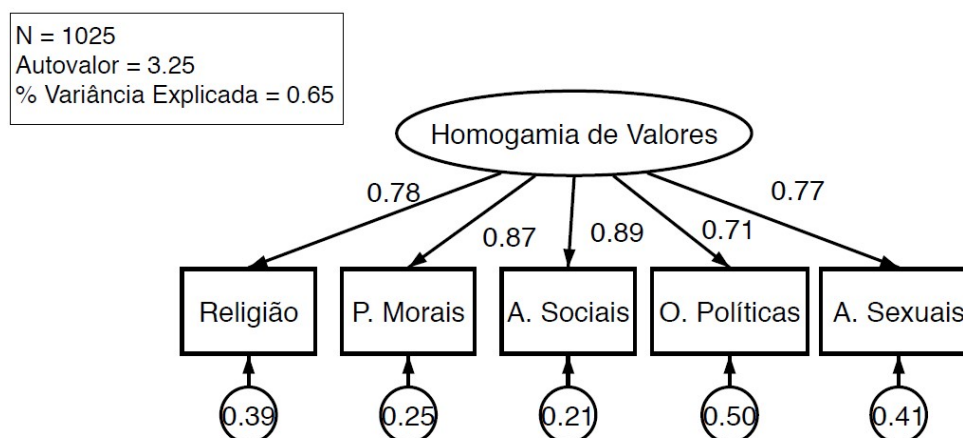 N = 1025
Autovalor = 3.25
% Variância Explicada = 0.65
Homogamia de Valores
0.78
0.87
0.89
0.71
0.77
Religião
P. Morais
A. Sociais
O. Políticas
A. Sexuais
0.39
0.25
0.21
0.50
0.41